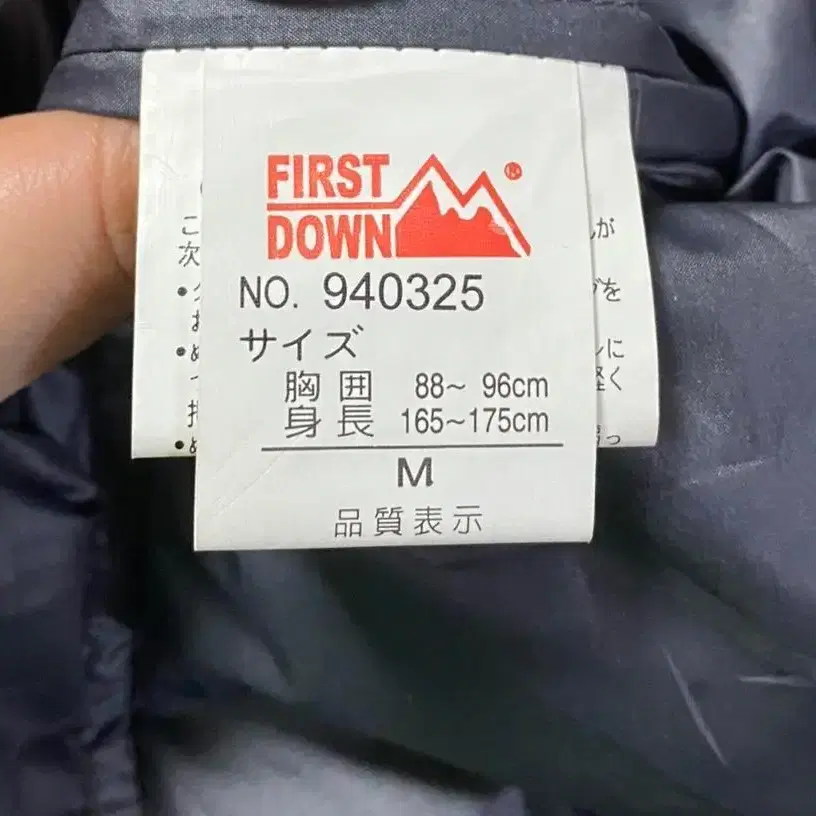 FIRST
DOWN
®
NO. 940325
サイズ
胸囲 88~ 96cm
身長 165~175cm
M
品質表示